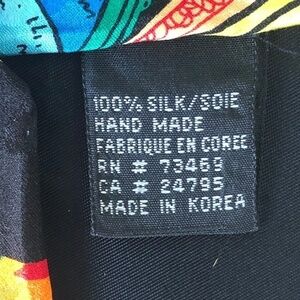 100% SILK/SOIE
HAND MADE
FABRIQUE EN COREE
RN # 73469
CA # 24795
MADE IN KOREA